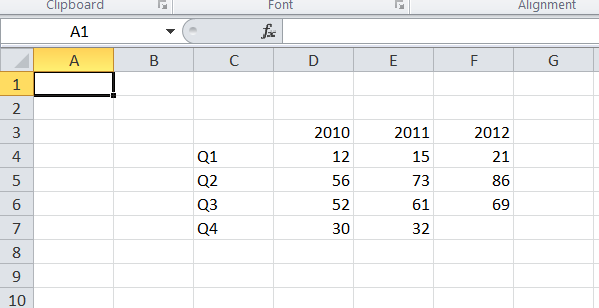 Clipboard Font Alignment
A1 fx
A B C D E F G
1
2
3 2010 2011 2012
4 Q1 12 15 21
5 Q2 56 73 86
6 Q3 52 61 69
7 Q4 30 32
8
9
10